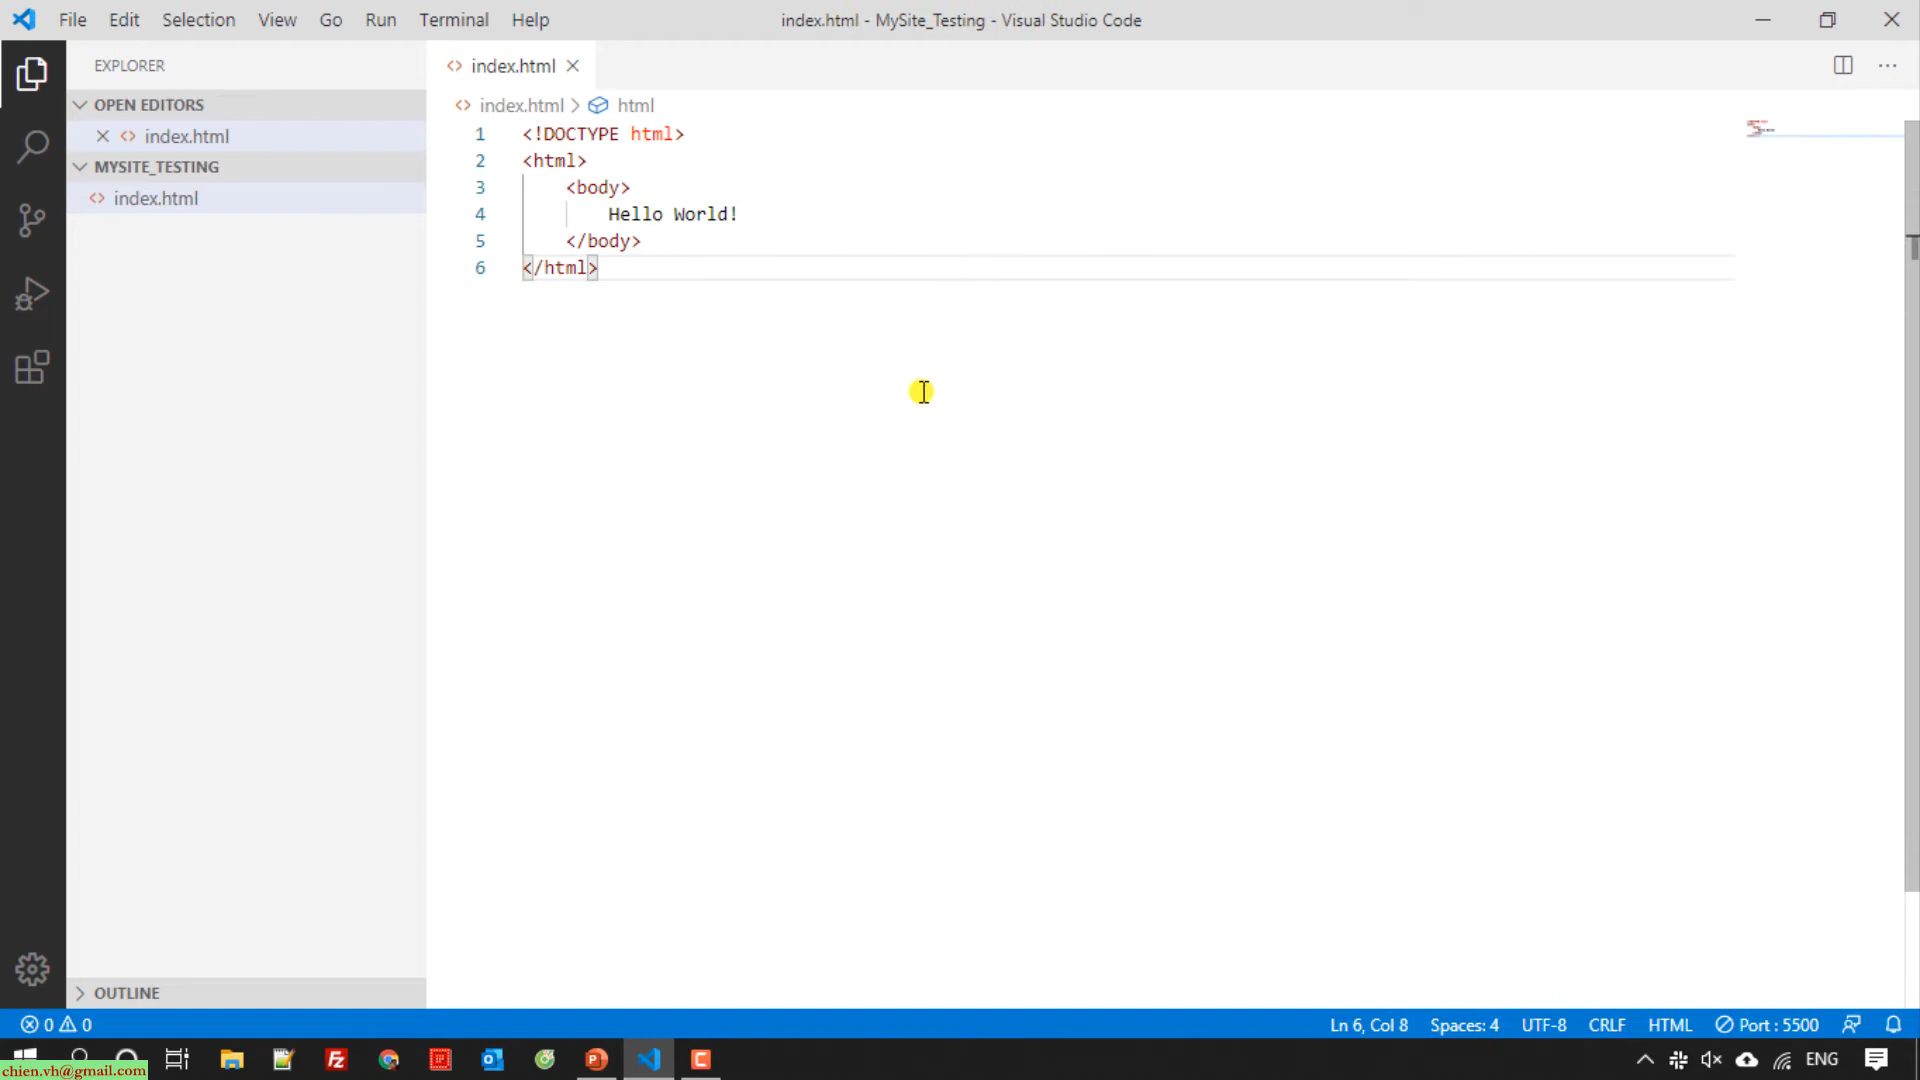 File Edit Selection View Go Run Terminal Help
index.html - MySite_Testing - Visual Studio Code
EXPLORER
index.html
OPEN EDITORS
index.html
MYSITE_TESTING
index.html
index.html > html
1 <!DOCTYPE html>
2 <html>
3 <body>
4 Hello World!
5 </body>
6 </html>
OUTLINE
0 0
Ln 6, Col 8 Spaces: 4 UTF-8 CRLF HTML Port : 5500
chien.vh@gmail.com
ENG